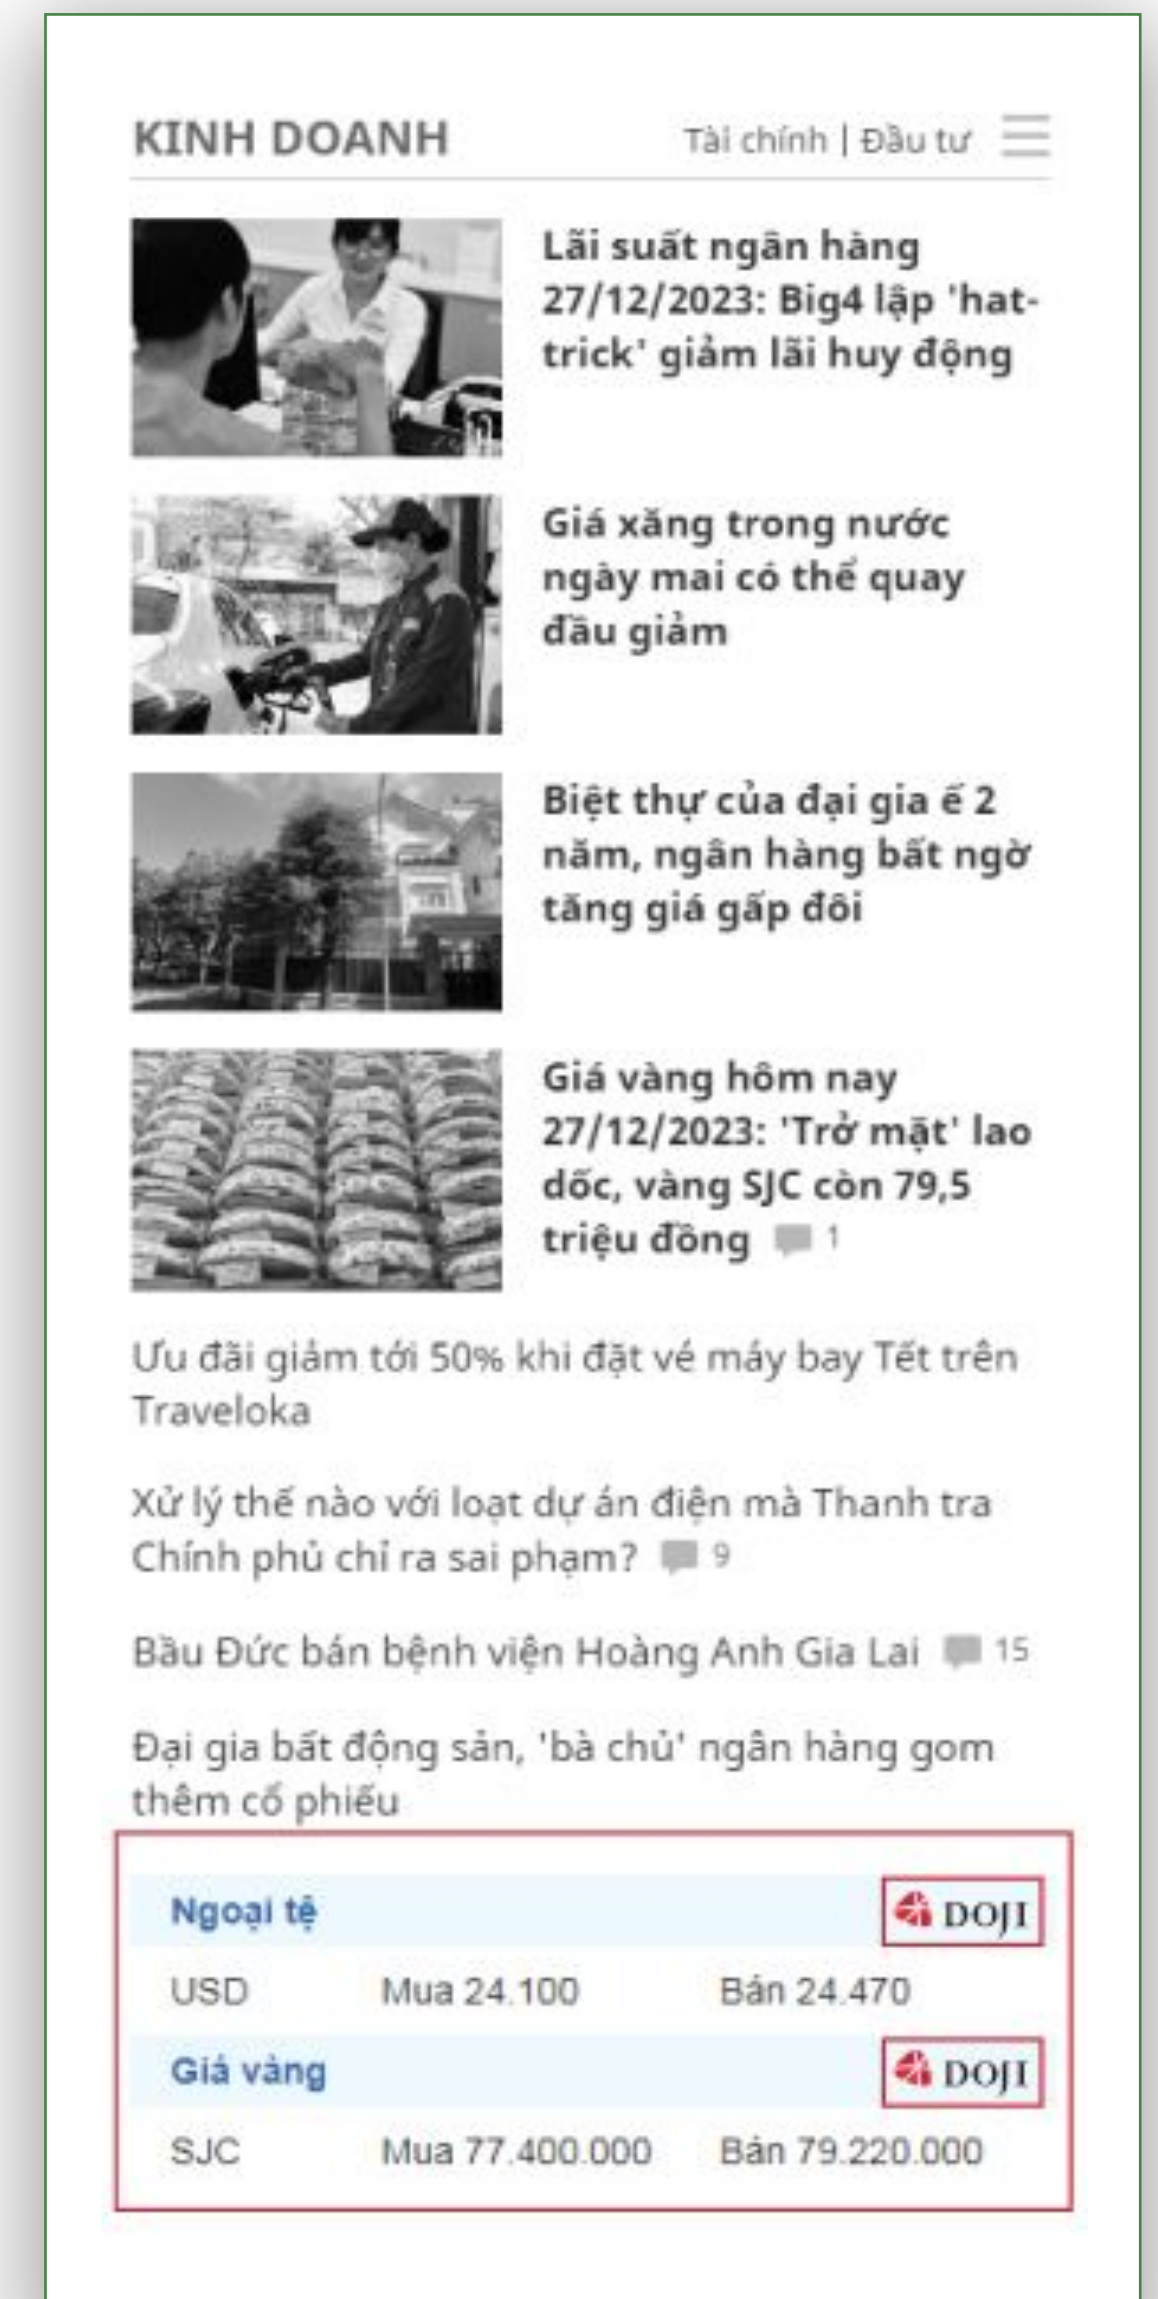 KINH DOANH
Tài chính | Đầu tư
Lãi suất ngân hàng
27/12/2023: Big4 lập 'hat-
trick' giảm lãi huy động
Giá xăng trong nước
ngày mai có thể quay
đầu giảm
Biệt thự của đại gia ế 2
năm, ngân hàng bất ngờ
tăng giá gấp đôi
Giá vàng hôm nay
27/12/2023: 'Trở mặt' lao
dốc, vàng SJC còn 79,5
triệu đồng 1
Ưu đãi giảm tới 50% khi đặt vé máy bay Tết trên
Traveloka
Xử lý thế nào với loạt dự án điện mà Thanh tra
Chính phủ chỉ ra sai phạm? 9
Bầu Đức bán bệnh viện Hoàng Anh Gia Lai 15
Đại gia bất động sản, 'bà chủ' ngân hàng gom
thêm cổ phiếu
Ngoại tệ DOJI
USD Mua 24.100 Bán 24.470
Giá vàng DOJI
SJC Mua 77.400.000 Bán 79.220.000